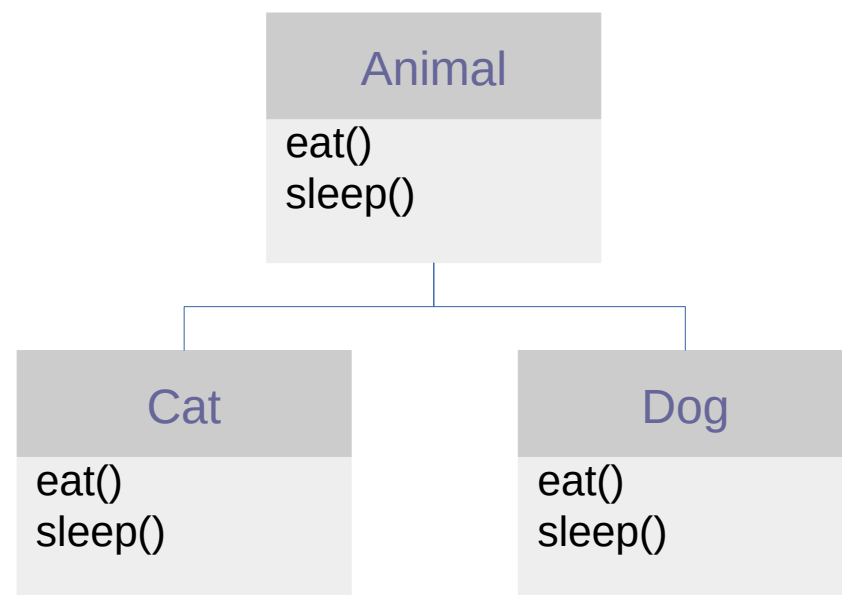 Animal
eat()
sleep()
Cat
eat()
sleep()
Dog
eat()
sleep()